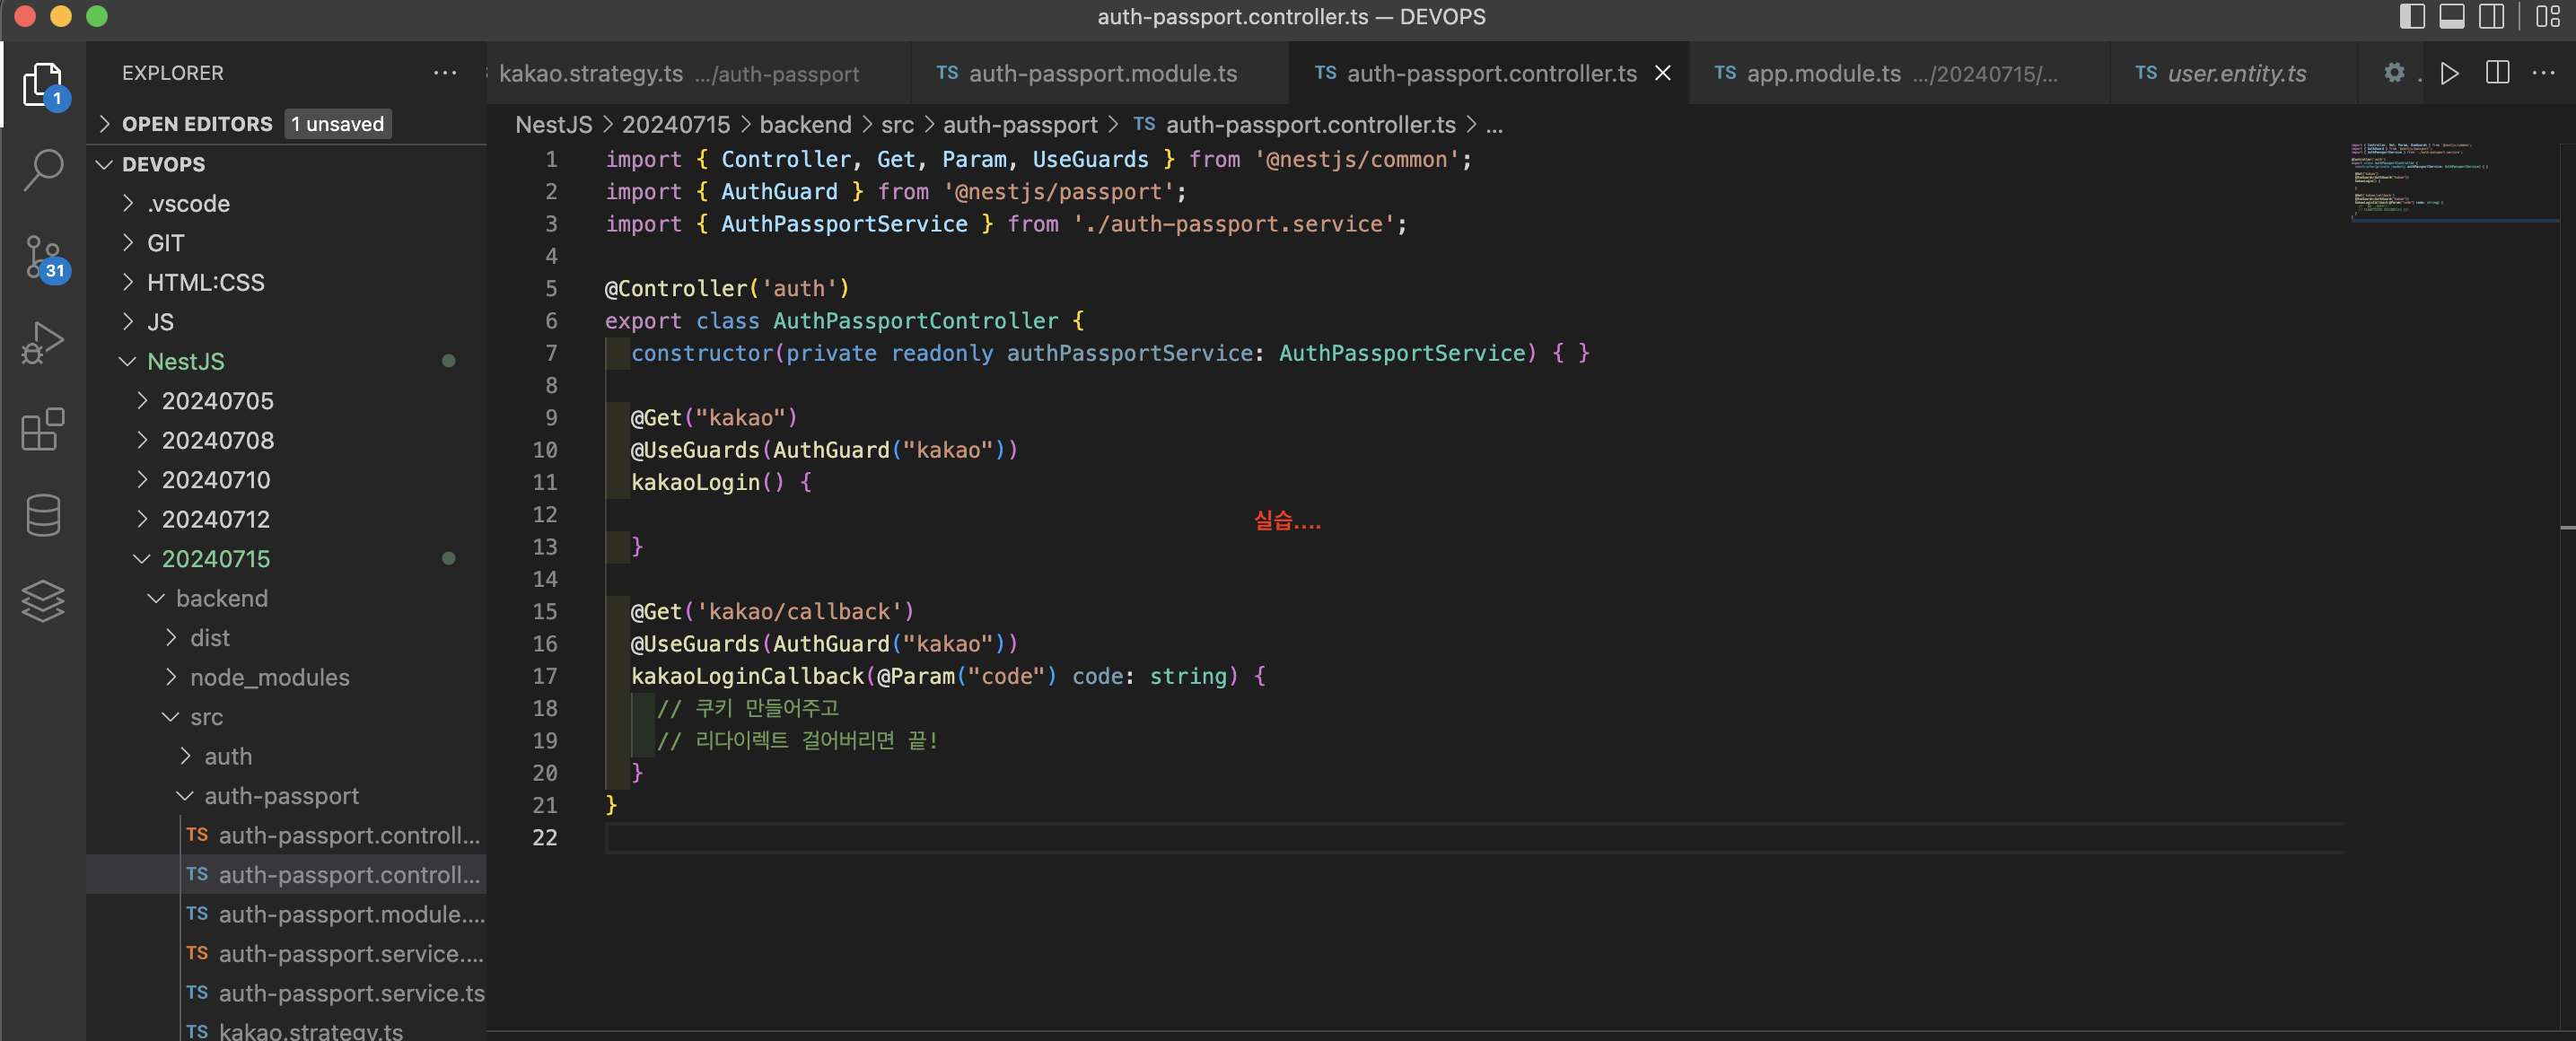 auth-passport.controller.ts — DEVOPS
EXPLORER
kakao.strategy.ts .../auth-passport
TS auth-passport.module.ts
TS auth-passport.controller.ts
TS app.module.ts .../20240715/...
TS user.entity.ts
1
OPEN EDITORS 1 unsaved
NestJS > 20240715 > backend > src > auth-passport > TS auth-passport.controller.ts > ...
DEVOPS
.vscode
GIT
31
HTML:CSS
JS
NestJS
20240705
20240708
20240710
20240712
20240715
backend
dist
node_modules
src
auth
auth-passport
TS auth-passport.controll...
TS auth-passport.controll...
TS auth-passport.module....
TS auth-passport.service....
TS auth-passport.service.ts
TS kakao.strategy.ts
1 import { Controller, Get, Param, UseGuards } from '@nestjs/common';
2 import { AuthGuard } from '@nestjs/passport';
3 import { AuthPassportService } from './auth-passport.service';
4
5 @Controller('auth')
6 export class AuthPassportController {
7 constructor(private readonly authPassportService: AuthPassportService) { }
8
9 @Get("kakao")
10 @UseGuards(AuthGuard("kakao"))
11 kakaoLogin() {
12
실습....
13 }
14
15 @Get('kakao/callback')
16 @UseGuards(AuthGuard("kakao"))
17 kakaoLoginCallback(@Param("code") code: string) {
18 // 쿠키 만들어주고
19 // 리다이렉트 걸어버리면 끝!
20 }
21 }
22